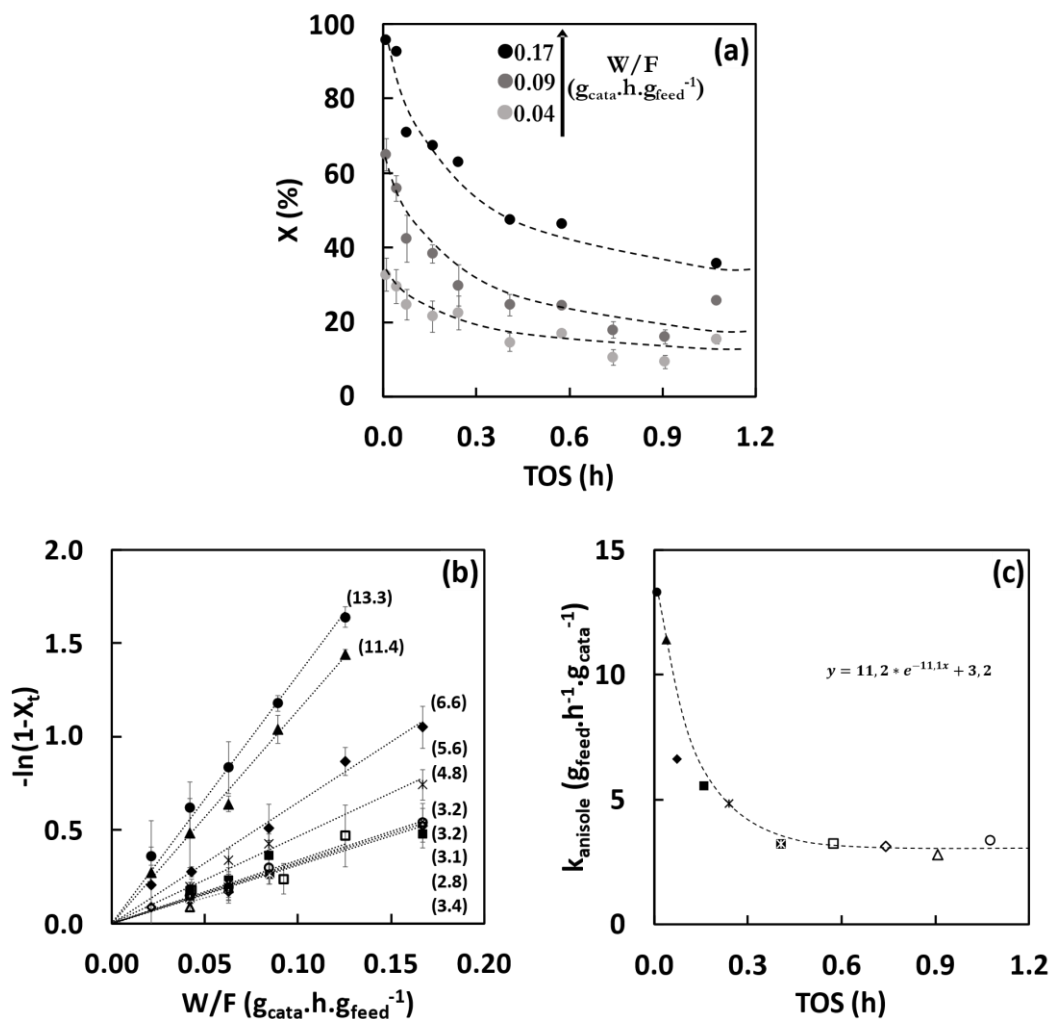 (a)
100
80
60
40
20
0
X (%)
0.17
0.09
0.04
W/F
(g_cata.h.g_feed^-1)
0.0 0.3 0.6 0.9 1.2
TOS (h)
(b)
2.0
1.5
1.0
0.5
0.0
-ln(1-X_t)
(13.3)
(11.4)
(6.6)
(5.6)
(4.8)
(3.2)
(3.2)
(3.1)
(2.8)
(3.4)
0.00 0.05 0.10 0.15 0.20
W/F (g_cata.h.g_feed^-1)
(c)
15
10
5
0
k_anisole (g_feed.h^-1.g_cata^-1)
y = 11,2 * e^-11,1x + 3,2
0.0 0.3 0.6 0.9 1.2
TOS (h)